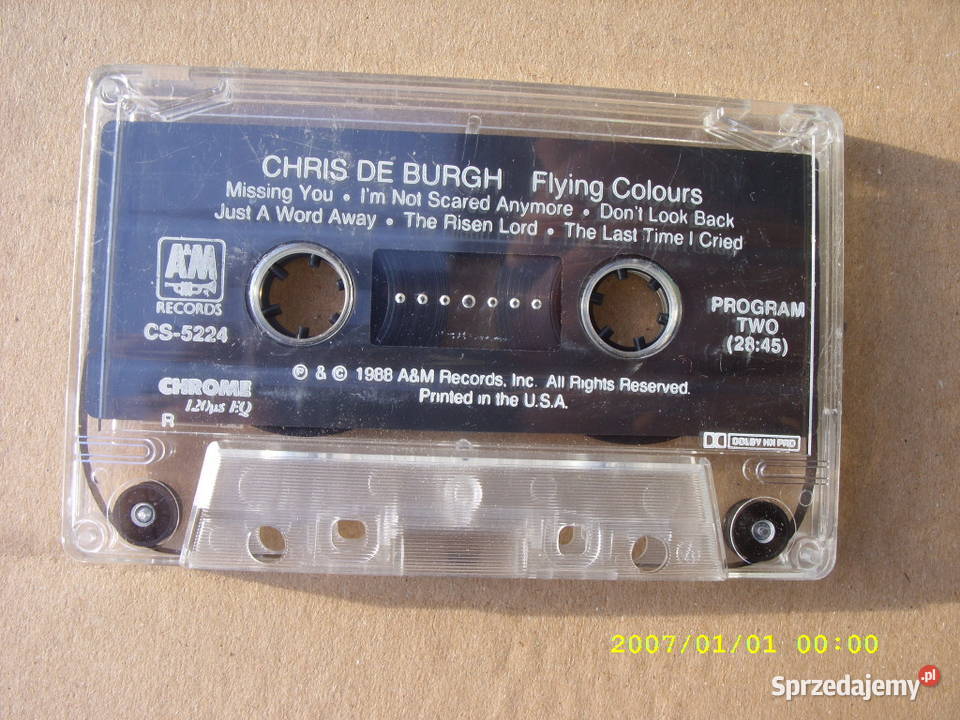 CHRIS DE BURGH Flying Colours
Missing You • I'm Not Scared Anymore • Don't Look Back
Just A Word Away • The Risen Lord • The Last Time I Cried
A&M
RECORDS
CS-5224
PROGRAM
TWO
(28:45)
℗ & © 1988 A&M Records, Inc. All Rights Reserved.
Printed in the U.S.A.
CHROME
120µs EQ
R
DOLBY HX PRO
2007/01/01 00:00
Sprzedajemy.pl